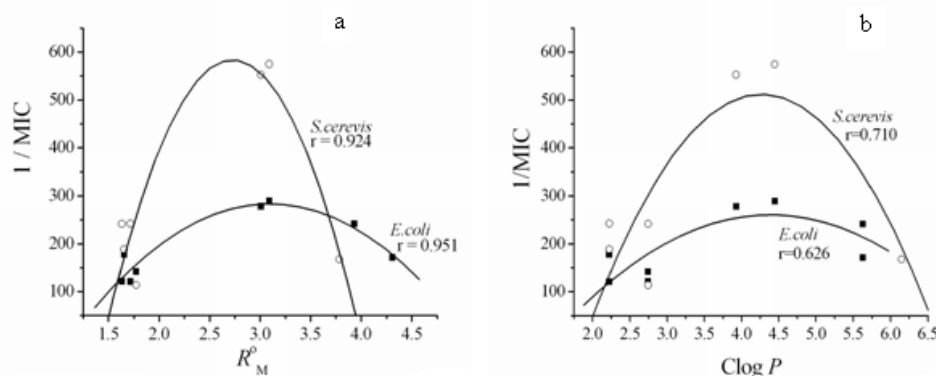 a
600
500
400
300
200
100
1 / MIC
S.cerevis
r = 0.924
E.coli
r = 0.951
1.5 2.0 2.5 3.0 3.5 4.0 4.5
R°M
b
600
500
400
300
200
100
1/MIC
S.cerevis
r=0.710
E.coli
r=0.626
2.0 2.5 3.0 3.5 4.0 4.5 5.0 5.5 6.0 6.5
Clog P